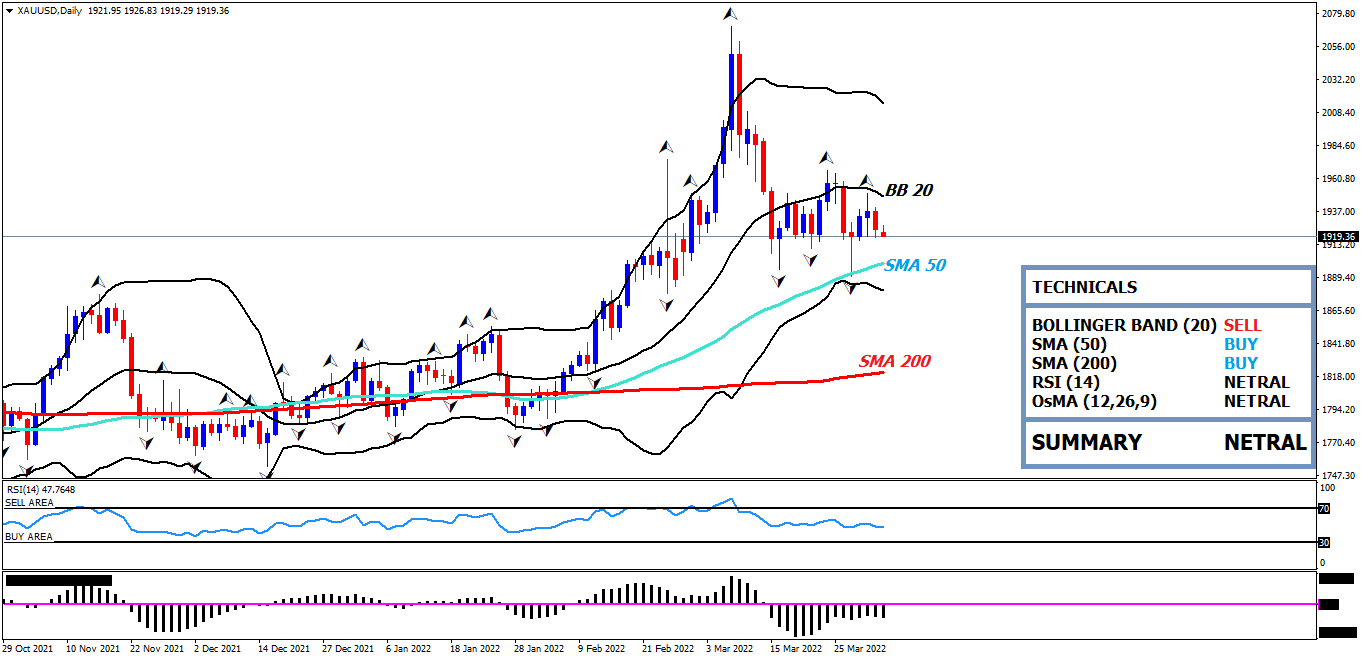 XAUUSD,Daily 1921.95 1926.83 1919.29 1919.36
2079.80
2056.00
2032.20
2008.40
1984.60
1960.80
1937.00
1919.36
1913.20
1889.40
1865.60
1841.80
1818.00
1794.20
1770.40
1747.30
BB 20
SMA 50
SMA 200
TECHNICALS
BOLLINGER BAND (20) SELL
SMA (50) BUY
SMA (200) BUY
RSI (14) NETRAL
OsMA (12,26,9) NETRAL
SUMMARY NETRAL
RSI(14) 47.7648
SELL AREA
BUY AREA
100
70
30
0
29 Oct 2021 10 Nov 2021 22 Nov 2021 2 Dec 2021 14 Dec 2021 27 Dec 2021 6 Jan 2022 18 Jan 2022 28 Jan 2022 9 Feb 2022 21 Feb 2022 3 Mar 2022 15 Mar 2022 25 Mar 2022